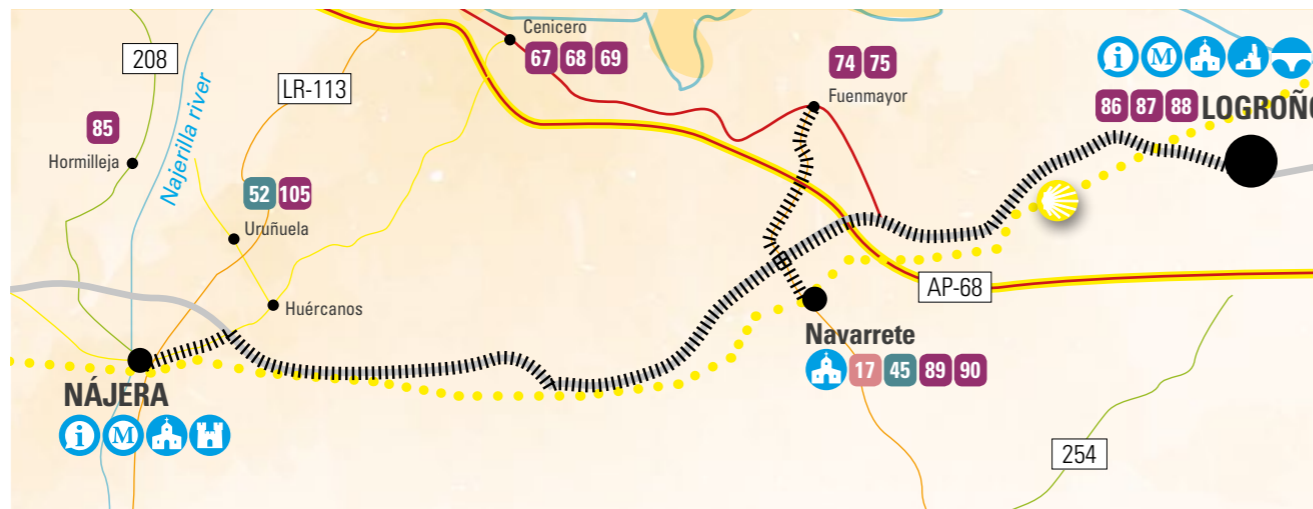 Cenicero
67 68 69
208
LR-113
74 75
Fuenmayor
i M
86 87 88 LOGROÑO
85
Hormilleja
Najerilla river
52 105
Uruñuela
Huércanos
AP-68
Navarrete
17 45 89 90
NÁJERA
i M
254